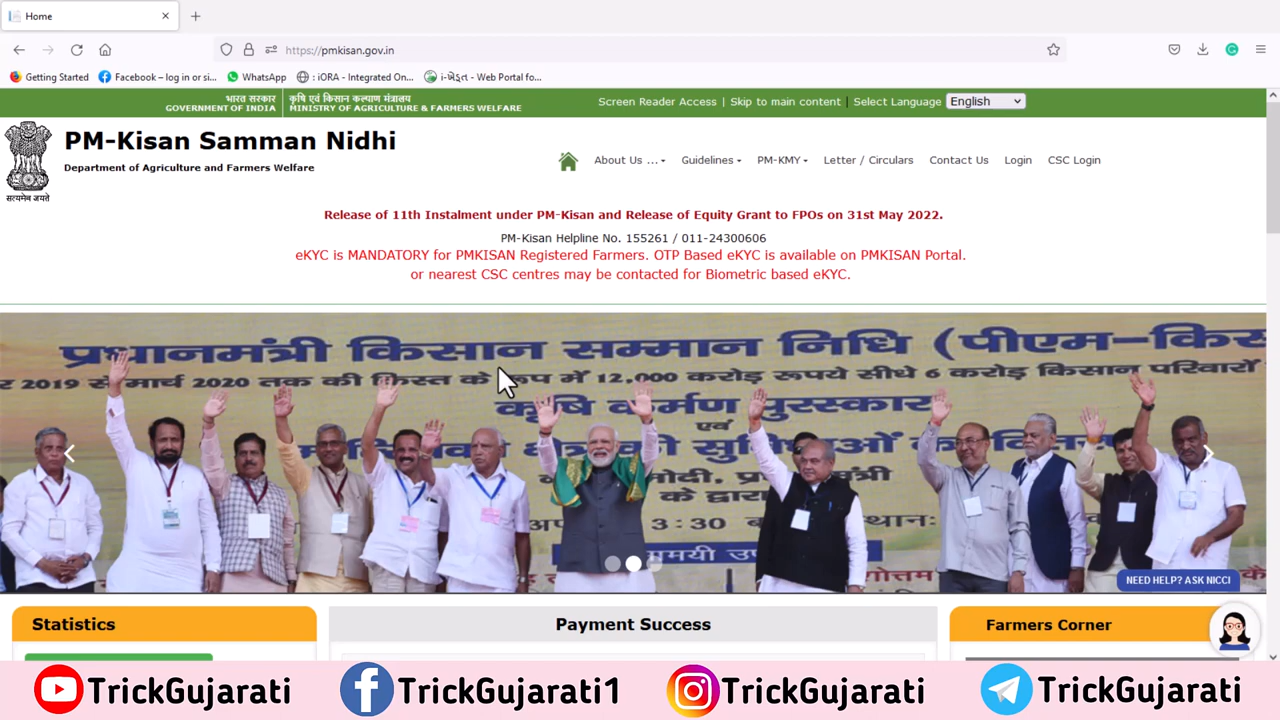 Home
https://pmkisan.gov.in
Getting Started Facebook – log in or si... WhatsApp :: iORA - Integrated On... i-ખેડૂત - Web Portal fo...
भारत सरकार कृषि एवं किसान कल्याण मंत्रालय
GOVERNMENT OF INDIA MINISTRY OF AGRICULTURE & FARMERS WELFARE
Screen Reader Access | Skip to main content | Select Language English
PM-Kisan Samman Nidhi
Department of Agriculture and Farmers Welfare
सत्यमेव जयते
About Us ... Guidelines PM-KMY Letter / Circulars Contact Us Login CSC Login
Release of 11th Instalment under PM-Kisan and Release of Equity Grant to FPOs on 31st May 2022.
PM-Kisan Helpline No. 155261 / 011-24300606
eKYC is MANDATORY for PMKISAN Registered Farmers. OTP Based eKYC is available on PMKISAN Portal.
or nearest CSC centres may be contacted for Biometric based eKYC.
प्रधानमंत्री किसान सम्मान निधि (पीएम-किस
र 2019 से मार्च 2020 तक की किस्त के रूप में 12,000 करोड़ रूपये सीधे 6 करोड़ किसान परिवारों
कृषि कर्मण पुरस्कार
एवं
की सुविधाओं का
मोदी,
के द्वारा
3:30
NEED HELP? ASK NICCI
Statistics
Payment Success
Farmers Corner
TrickGujarati TrickGujarati1 TrickGujarati TrickGujarati